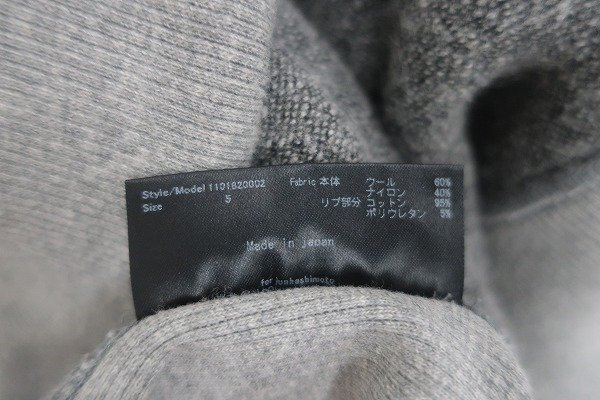 Style/Model 1101820002 Fabric 本体 ウール 60%
Size 5 ナイロン 40%
リブ部分 コットン 95%
ポリウレタン 5%
Made in japan
junhashimoto